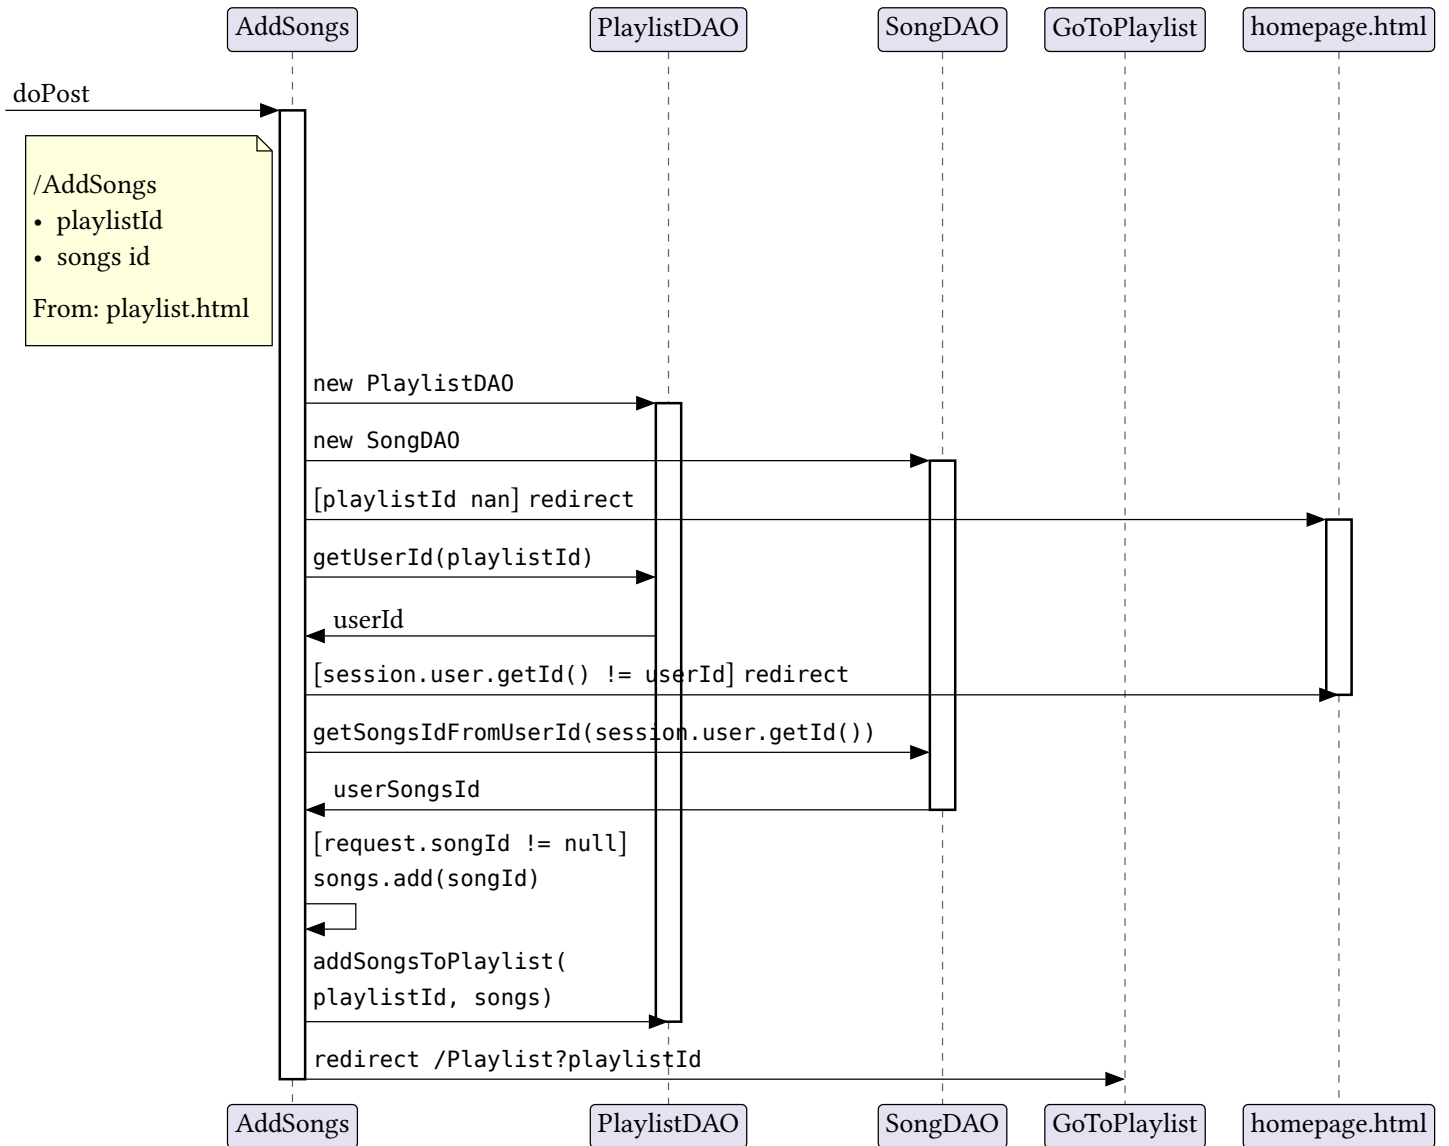 AddSongs
PlaylistDAO
SongDAO
GoToPlaylist
homepage.html
doPost
/AddSongs
• playlistId
• songs id
From: playlist.html
new PlaylistDAO
new SongDAO
[playlistId nan] redirect
getUserId(playlistId)
userId
[session.user.getId() != userId] redirect
getSongsIdFromUserId(session.user.getId())
userSongsId
[request.songId != null]
songs.add(songId)
addSongsToPlaylist(
playlistId, songs)
redirect /Playlist?playlistId
AddSongs
PlaylistDAO
SongDAO
GoToPlaylist
homepage.html